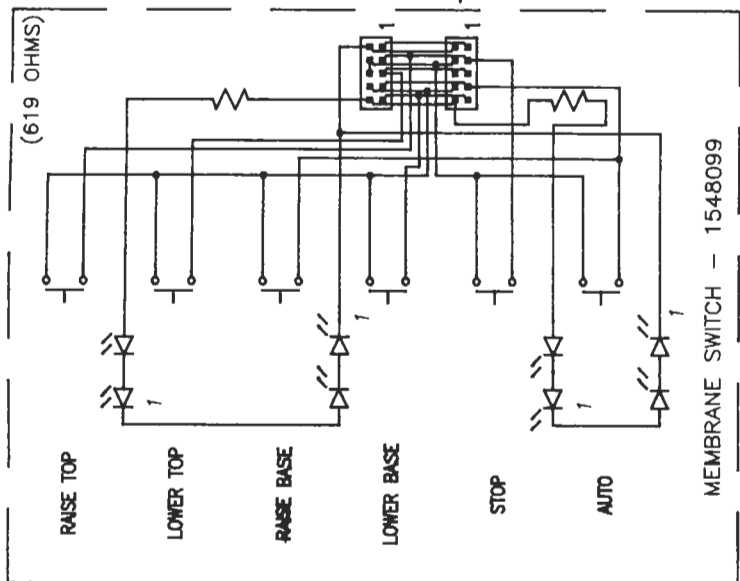 (619 OHMS)
1
1
RAISE TOP
1
LOWER TOP
RAISE BASE
1
LOWER BASE
STOP
1
AUTO
1
MEMBRANE SWITCH - 1548099